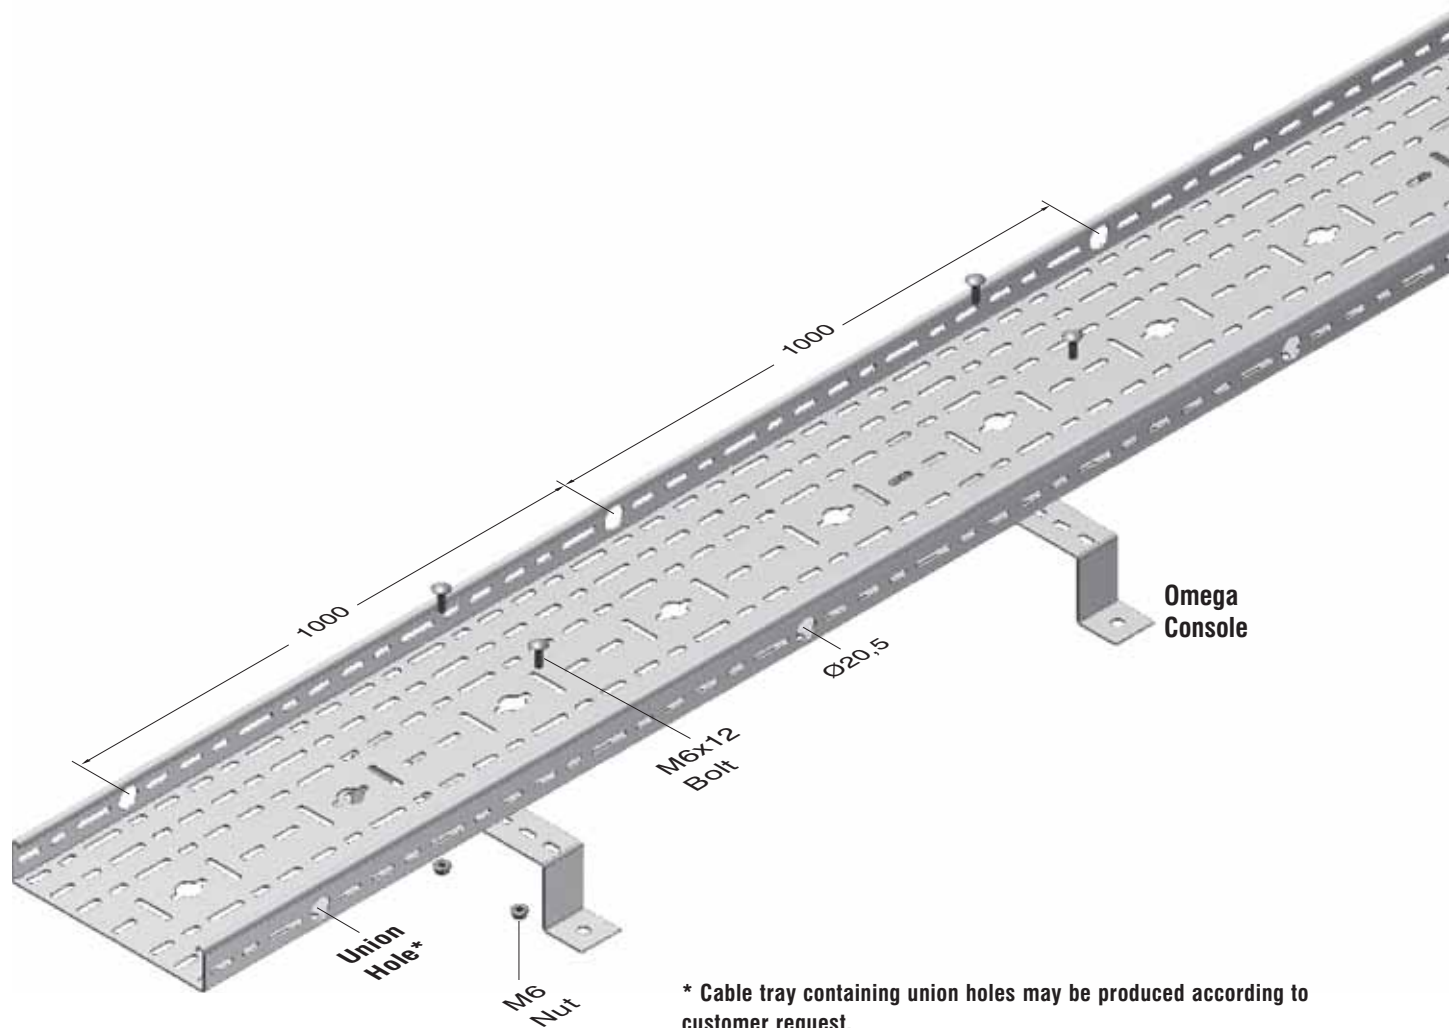 1000
1000
Omega
Console
Ø20,5
M6x12
Bolt
Union
Hole*
M6
Nut
* Cable tray containing union holes may be produced according to
customer request.